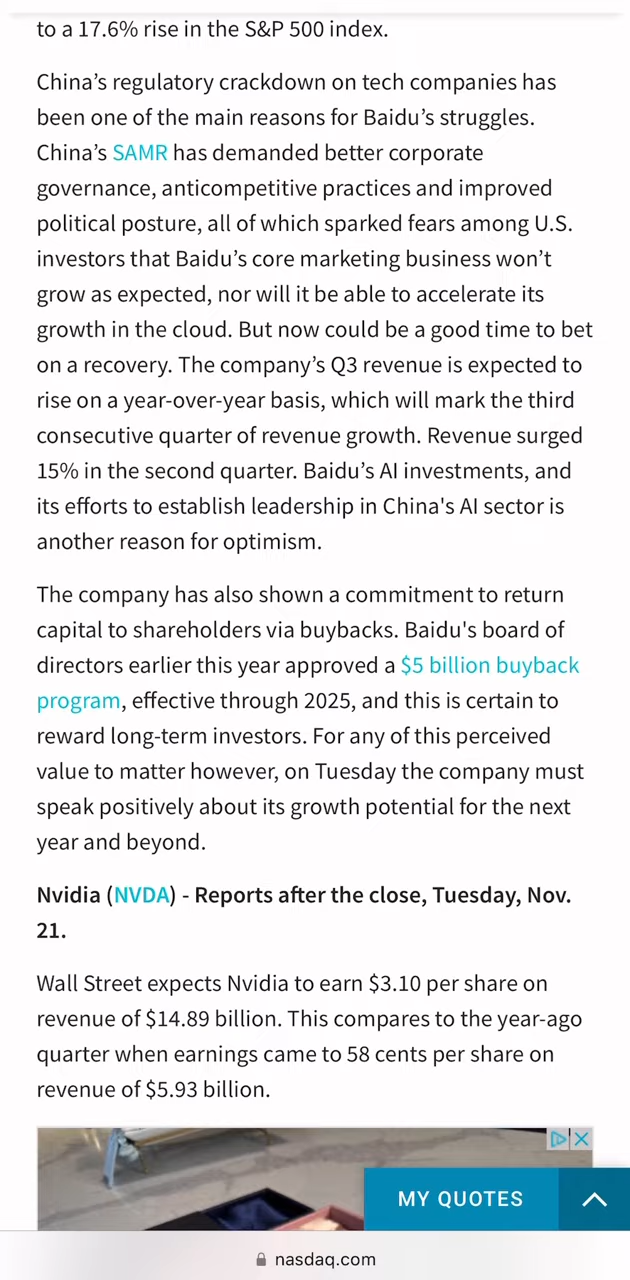 to a 17.6% rise in the S&P 500 index.
China’s regulatory crackdown on tech companies has
been one of the main reasons for Baidu’s struggles.
China’s SAMR has demanded better corporate
governance, anticompetitive practices and improved
political posture, all of which sparked fears among U.S.
investors that Baidu’s core marketing business won’t
grow as expected, nor will it be able to accelerate its
growth in the cloud. But now could be a good time to bet
on a recovery. The company’s Q3 revenue is expected to
rise on a year-over-year basis, which will mark the third
consecutive quarter of revenue growth. Revenue surged
15% in the second quarter. Baidu’s AI investments, and
its efforts to establish leadership in China's AI sector is
another reason for optimism.
The company has also shown a commitment to return
capital to shareholders via buybacks. Baidu's board of
directors earlier this year approved a $5 billion buyback
program, effective through 2025, and this is certain to
reward long-term investors. For any of this perceived
value to matter however, on Tuesday the company must
speak positively about its growth potential for the next
year and beyond.
Nvidia (NVDA) - Reports after the close, Tuesday, Nov.
21.
Wall Street expects Nvidia to earn $3.10 per share on
revenue of $14.89 billion. This compares to the year-ago
quarter when earnings came to 58 cents per share on
revenue of $5.93 billion.
MY QUOTES
nasdaq.com